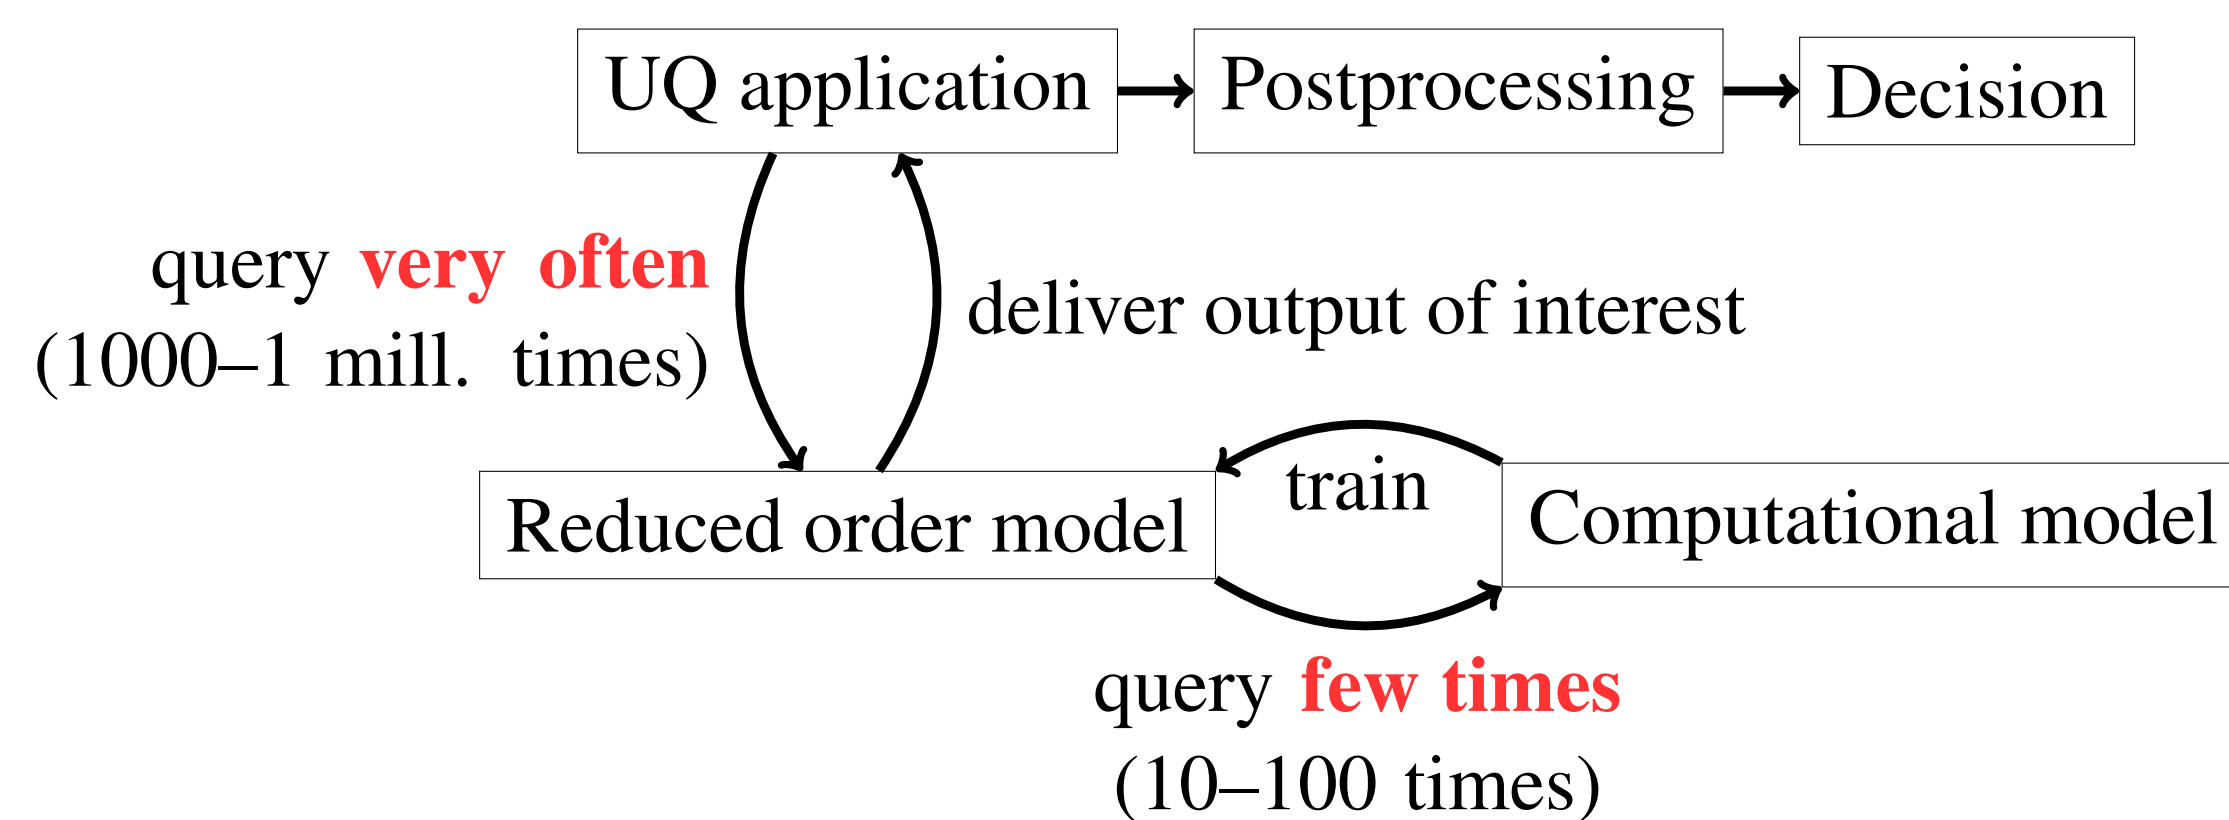 UQ application
Postprocessing
Decision
query very often
(1000–1 mill. times)
deliver output of interest
train
Reduced order model
Computational model
query few times
(10–100 times)